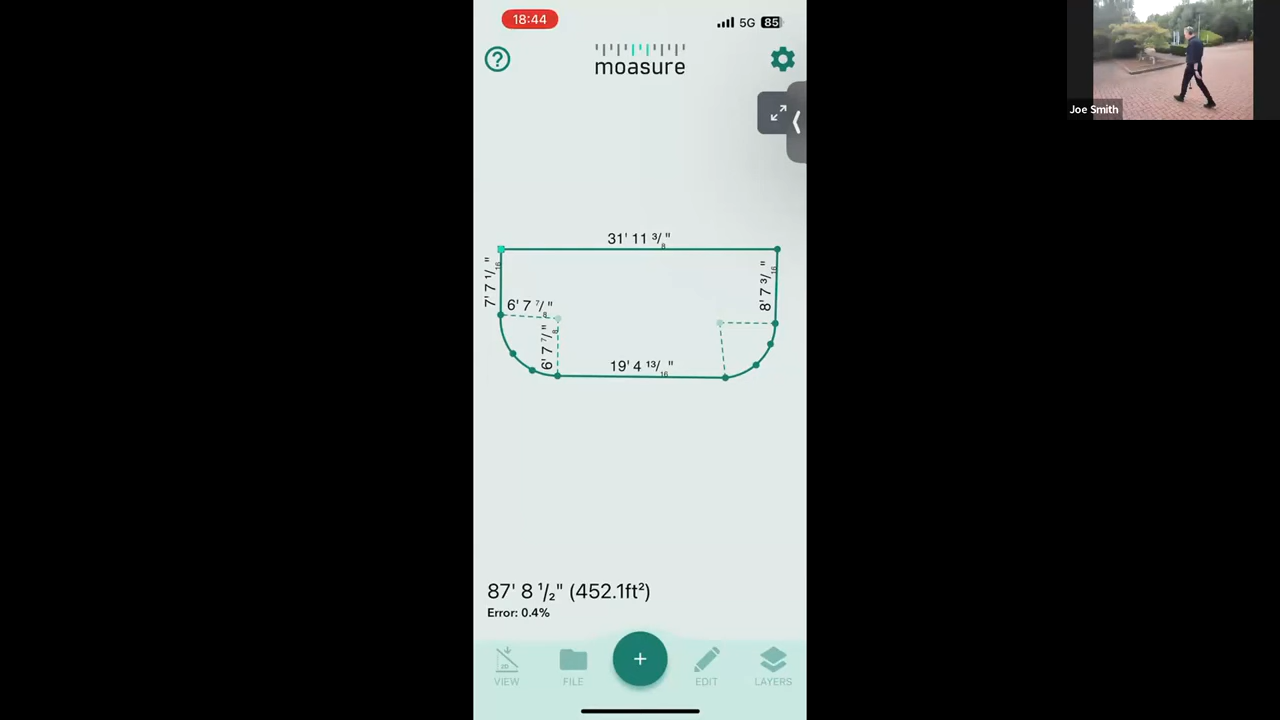 18:44
5G 85
moasure
Joe Smith
31' 11 3/8"
7' 7 1/16"
8' 7 3/16"
6' 7 7/8"
6' 7 7/8"
19' 4 13/16"
87' 8 1/2" (452.1ft²)
Error: 0.4%
2D
VIEW
FILE
EDIT
LAYERS